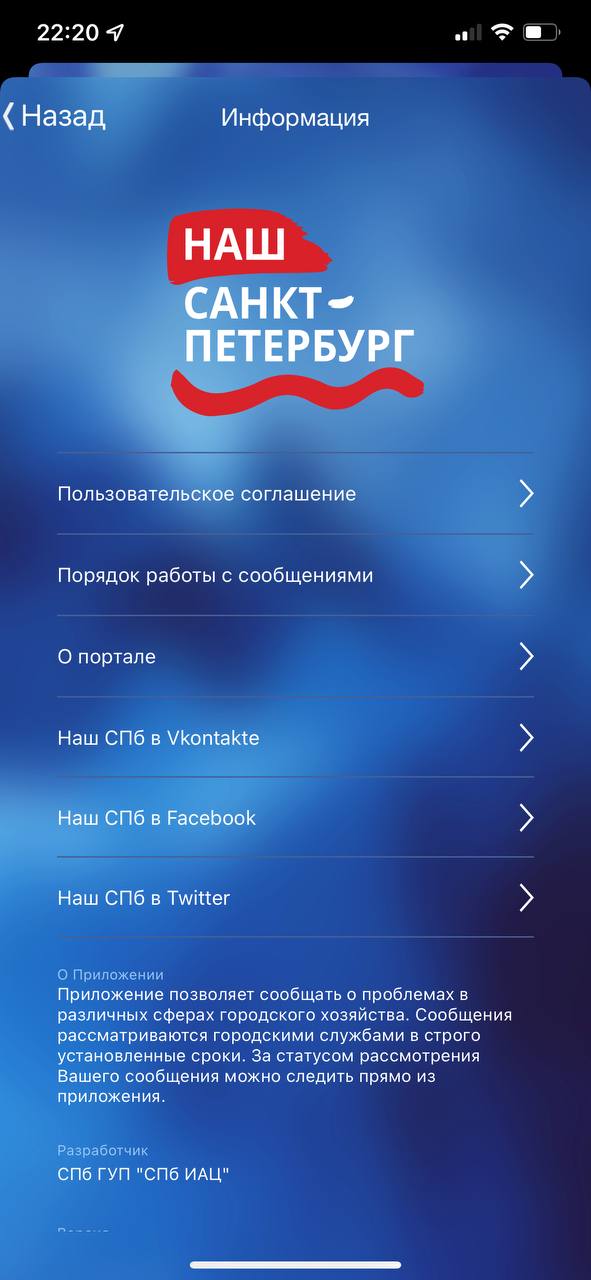 22:20
Назад
Информация
НАШ
САНКТ-
ПЕТЕРБУРГ
Пользовательское соглашение
Порядок работы с сообщениями
О портале
Наш СПб в Vkontakte
Наш СПб в Facebook
Наш СПб в Twitter
О Приложении
Приложение позволяет сообщать о проблемах в
различных сферах городского хозяйства. Сообщения
рассматриваются городскими службами в строго
установленные сроки. За статусом рассмотрения
Вашего сообщения можно следить прямо из
приложения.
Разработчик
СПб ГУП "СПб ИАЦ"